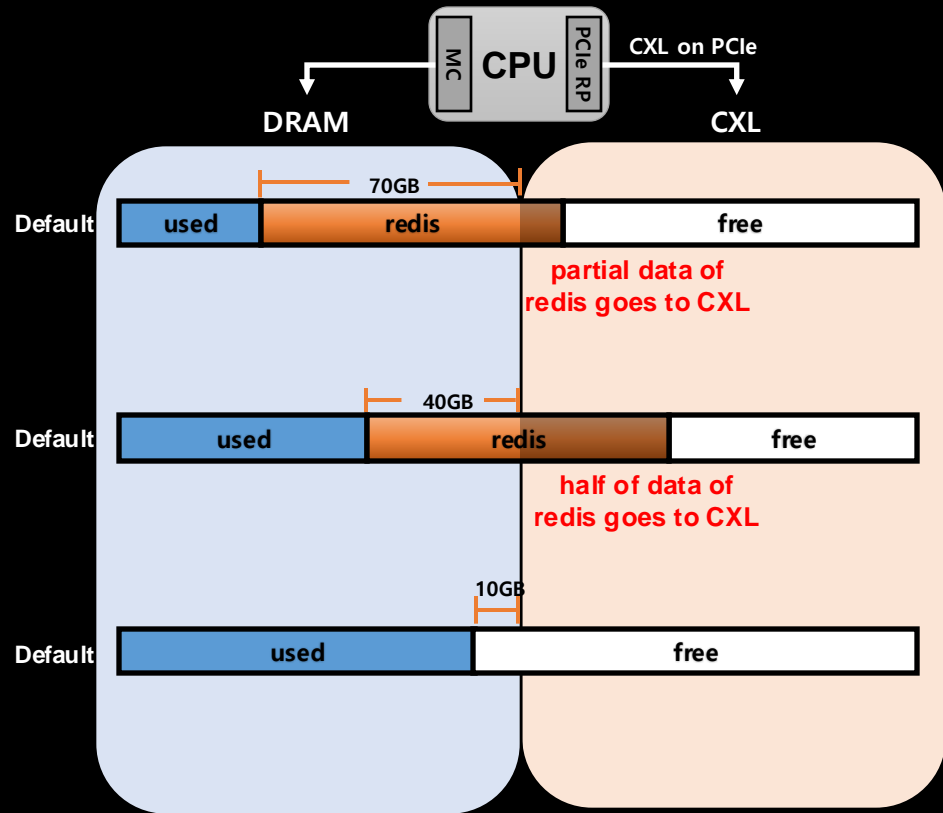 MC
CPU
PCIe RP
CXL on PCIe
DRAM
CXL
70GB
Default
used
redis
free
partial data of
redis goes to CXL
40GB
Default
used
redis
free
half of data of
redis goes to CXL
10GB
Default
used
free